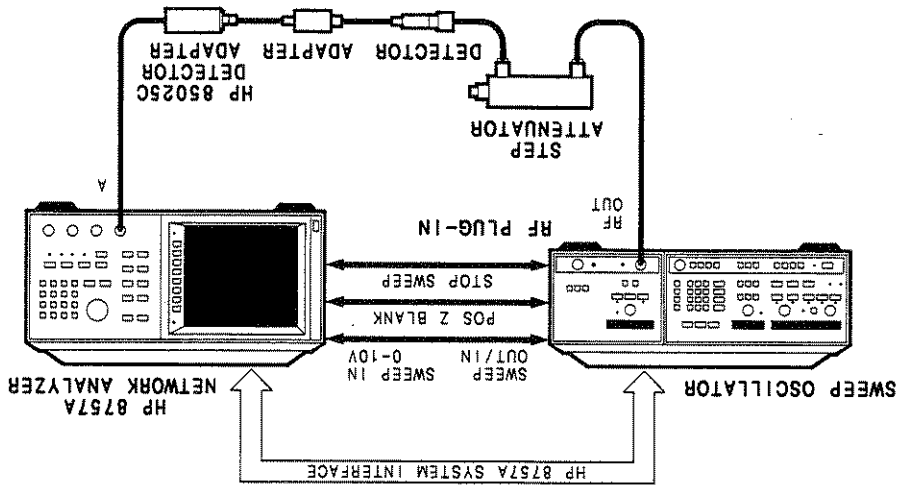 HP 8757A SYSTEM INTERFACE
SWEEP OSCILLATOR
HP 8757A
NETWORK ANALYZER
SWEEP
OUT/IN
SWEEP IN
0-10V
POS Z BLANK
STOP SWEEP
RF PLUG-IN
RF
OUT
A
STEP
ATTENUATOR
DETECTOR
ADAPTER
HP 85025C
DETECTOR
ADAPTER